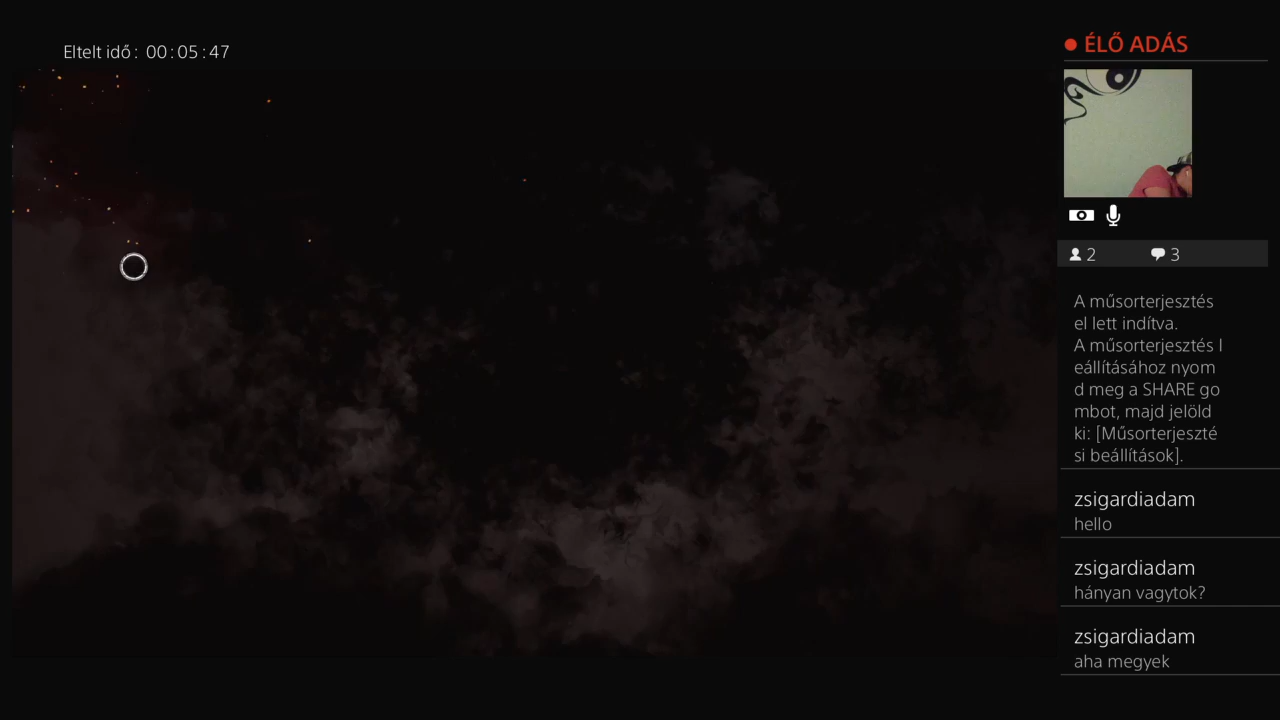 Eltelt idő : 00:05:47
ÉLŐ ADÁS
2
3
A műsorterjesztés
el lett indítva.
A műsorterjesztés l
eállításához nyom
d meg a SHARE go
mbot, majd jelöld
ki: [Műsorterjeszté
si beállítások].
zsigardiadam
hello
zsigardiadam
hányan vagytok?
zsigardiadam
aha megyek